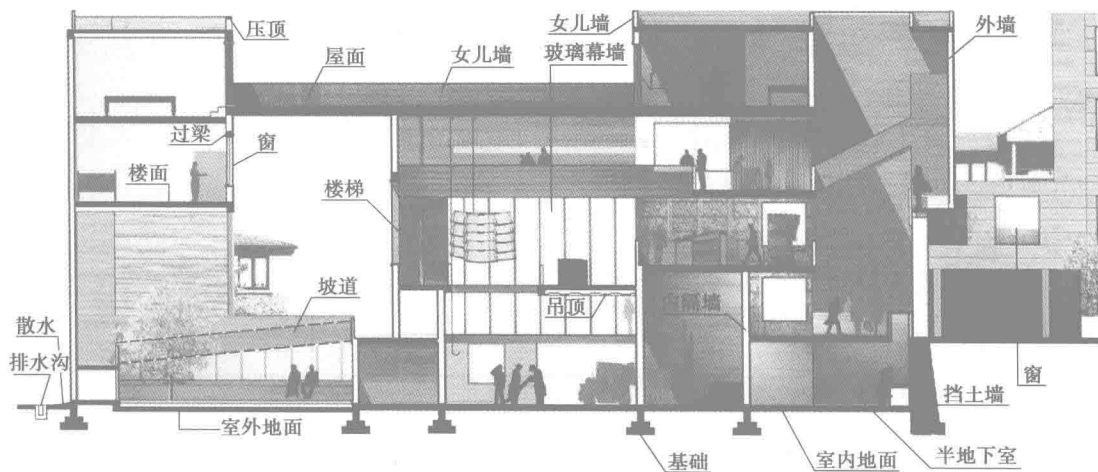 压顶
女儿墙
外墙
屋面
女儿墙
玻璃幕墙
过梁
窗
楼面
楼梯
坡道
吊顶
内隔墙
散水
排水沟
窗
挡土墙
室外地面
基础
室内地面
半地下室